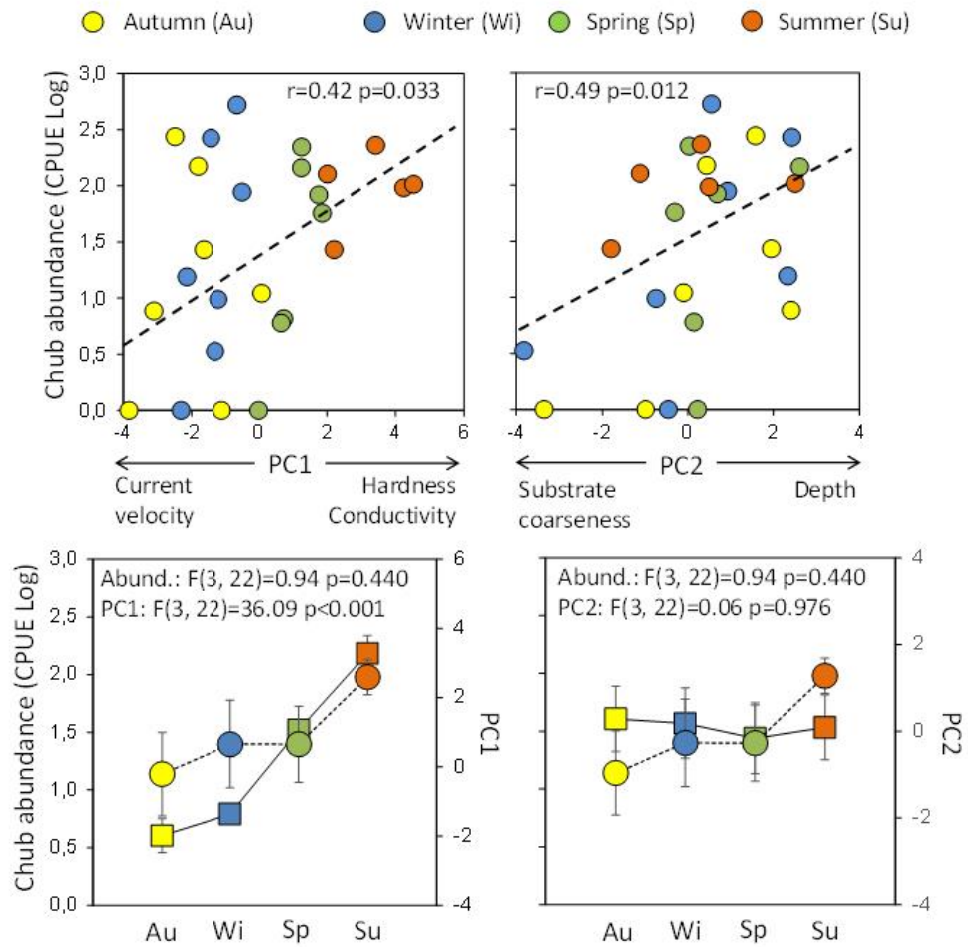 Autumn (Au) Winter (Wi) Spring (Sp) Summer (Su)
Chub abundance (CPUE Log)
3,0
2,5
2,0
1,5
1,0
0,5
0,0
r=0.42 p=0.033
-4 -2 0 2 4 6
PC1
Current velocity
Hardness
Conductivity
r=0.49 p=0.012
-4 -2 0 2 4
PC2
Substrate coarseness
Depth
Chub abundance (CPUE Log)
3,0
2,5
2,0
1,5
1,0
0,5
0,0
Abund.: F(3, 22)=0.94 p=0.440
PC1: F(3, 22)=36.09 p<0.001
6
4
2
0
-2
-4
PC1
Au Wi Sp Su
Abund.: F(3, 22)=0.94 p=0.440
PC2: F(3, 22)=0.06 p=0.976
4
2
0
-2
-4
PC2
Au Wi Sp Su